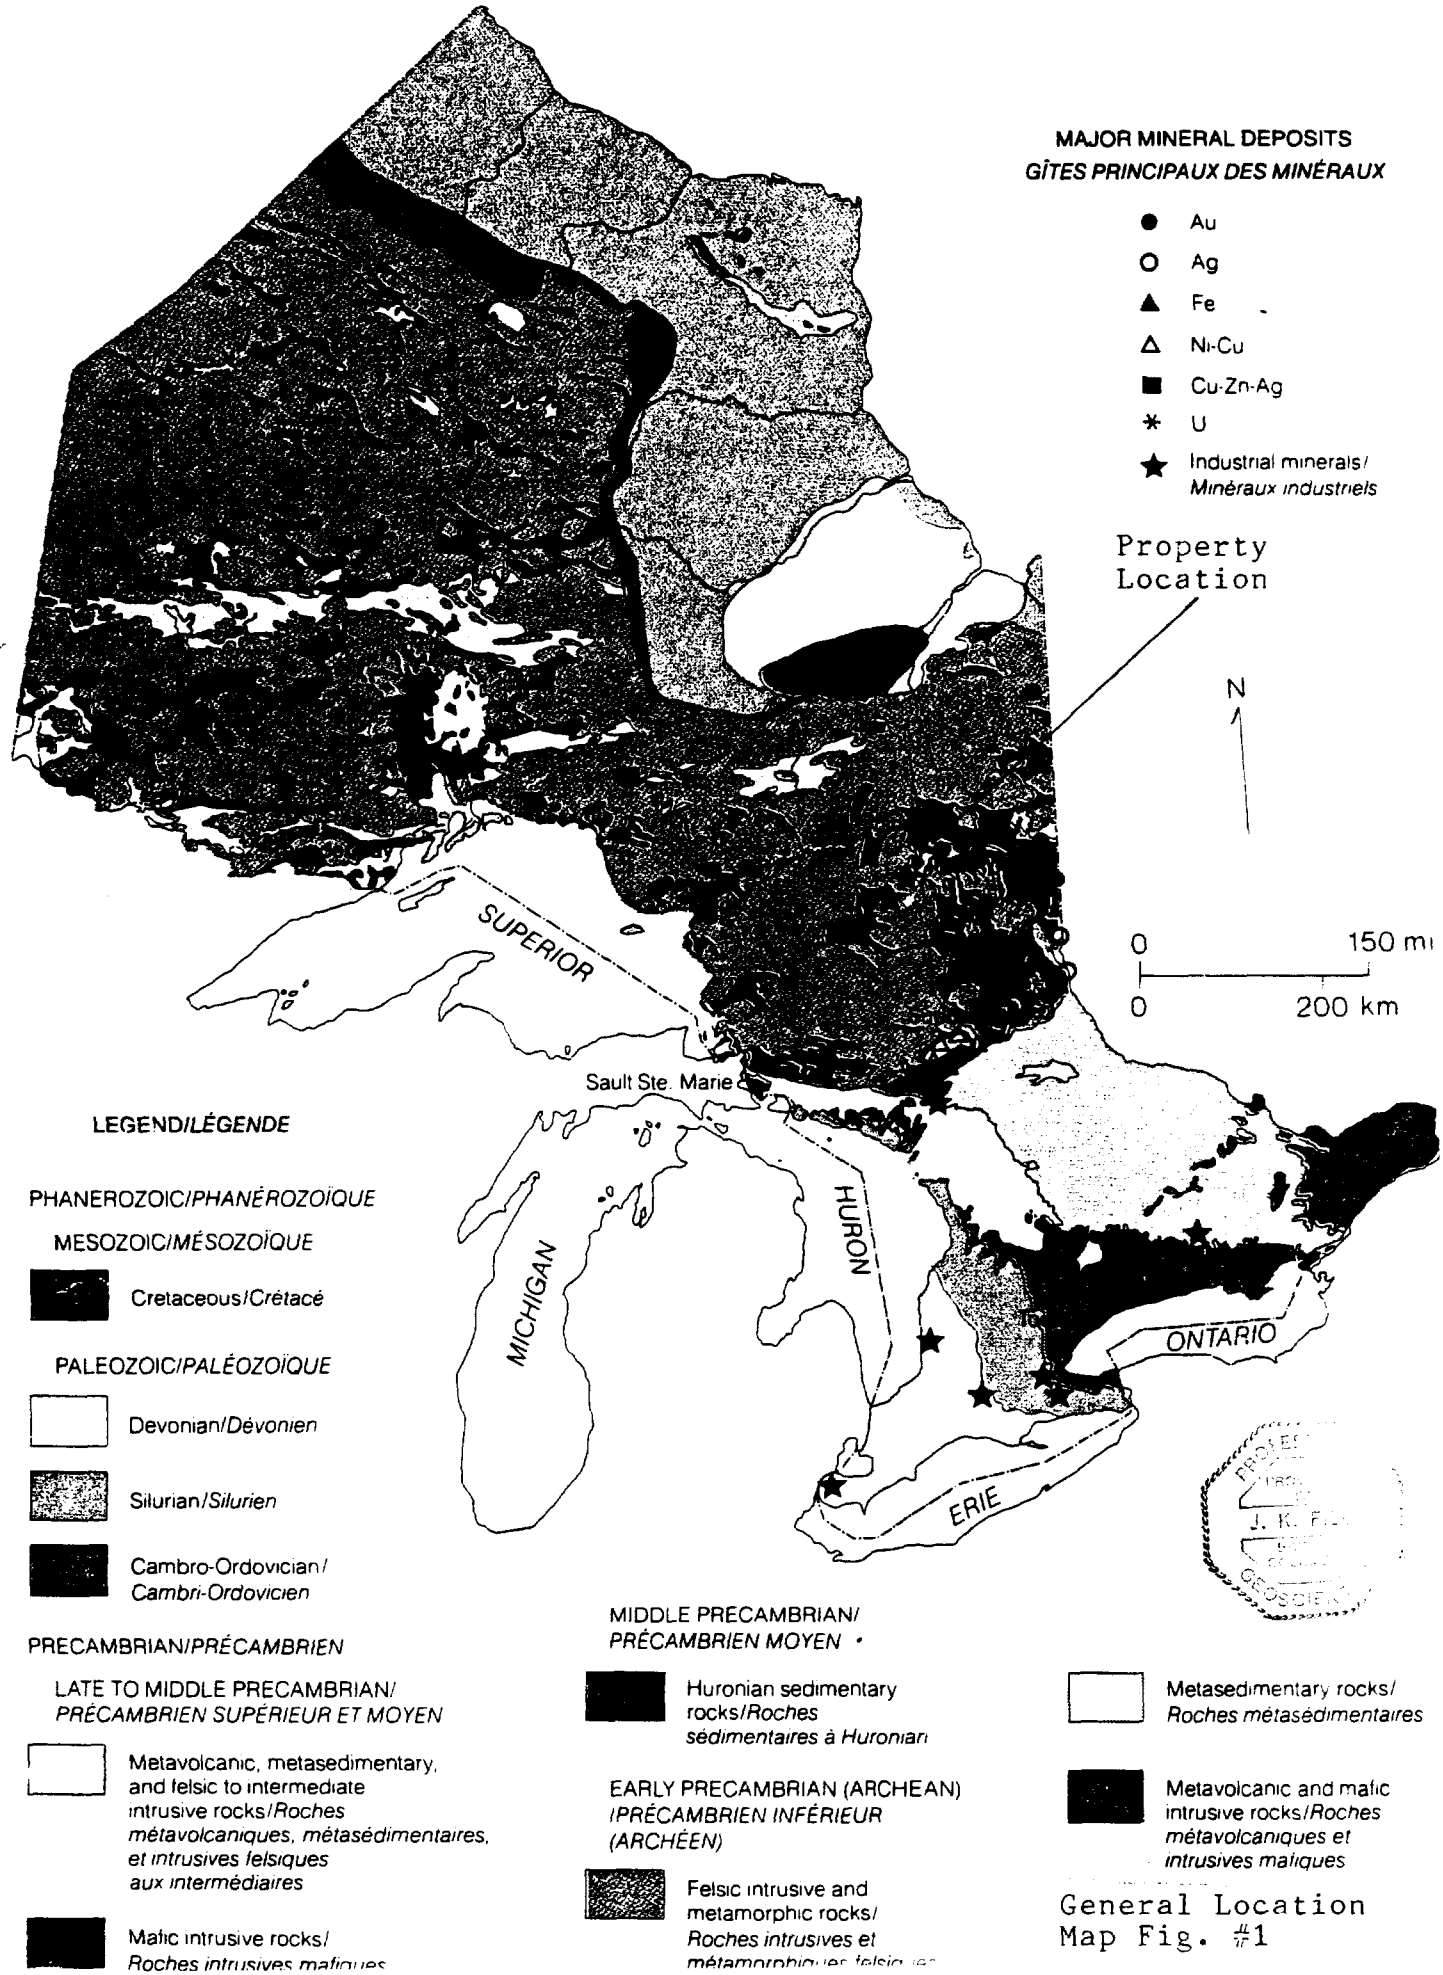 MAJOR MINERAL DEPOSITS
GÎTES PRINCIPAUX DES MINÉRAUX
Au
Ag
Fe
Ni-Cu
Cu-Zn-Ag
U
Industrial minerals/
Minéraux industriels
Property
Location
N
0 150 mi
0 200 km
SUPERIOR
Sault Ste. Marie
HURON
MICHIGAN
ONTARIO
ERIE
LEGEND/LÉGENDE
PHANEROZOIC/PHANÉROZOÏQUE
MESOZOIC/MÉSOZOÏQUE
Cretaceous/Crétacé
PALEOZOIC/PALÉOZOÏQUE
Devonian/Dévonien
Silurian/Silurien
Cambro-Ordovician/
Cambri-Ordovicien
PRECAMBRIAN/PRÉCAMBRIEN
LATE TO MIDDLE PRECAMBRIAN/
PRÉCAMBRIEN SUPÉRIEUR ET MOYEN
Metavolcanic, metasedimentary,
and felsic to intermediate
intrusive rocks/Roches
métavolcaniques, métasédimentaires,
et intrusives felsiques
aux intermédiaires
Mafic intrusive rocks/
Roches intrusives mafiques
MIDDLE PRECAMBRIAN/
PRÉCAMBRIEN MOYEN
Huronian sedimentary
rocks/Roches
sédimentaires à Huronian
EARLY PRECAMBRIAN (ARCHEAN)
/PRÉCAMBRIEN INFÉRIEUR
(ARCHÉEN)
Felsic intrusive and
metamorphic rocks/
Roches intrusives et
métamorphiques felsiques
Metasedimentary rocks/
Roches métasédimentaires
Metavolcanic and mafic
intrusive rocks/Roches
métavolcaniques et
intrusives mafiques
J. K.
General Location
Map Fig. #1